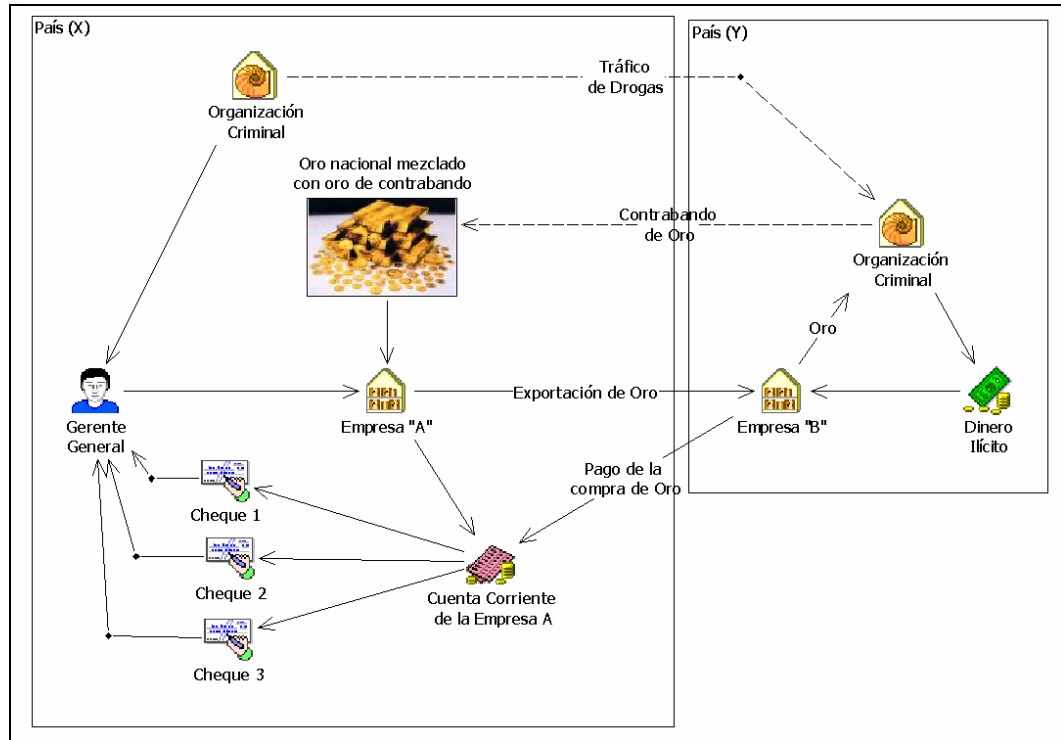 País (X)
País (Y)
Tráfico
de Drogas
Organización
Criminal
Oro nacional mezclado
con oro de contrabando
Contrabando
de Oro
Organización
Criminal
Oro
Gerente
General
Empresa "A"
Exportación de Oro
Empresa "B"
Dinero
Ilícito
Pago de la
compra de Oro
Cheque 1
Cheque 2
Cuenta Corriente
de la Empresa A
Cheque 3